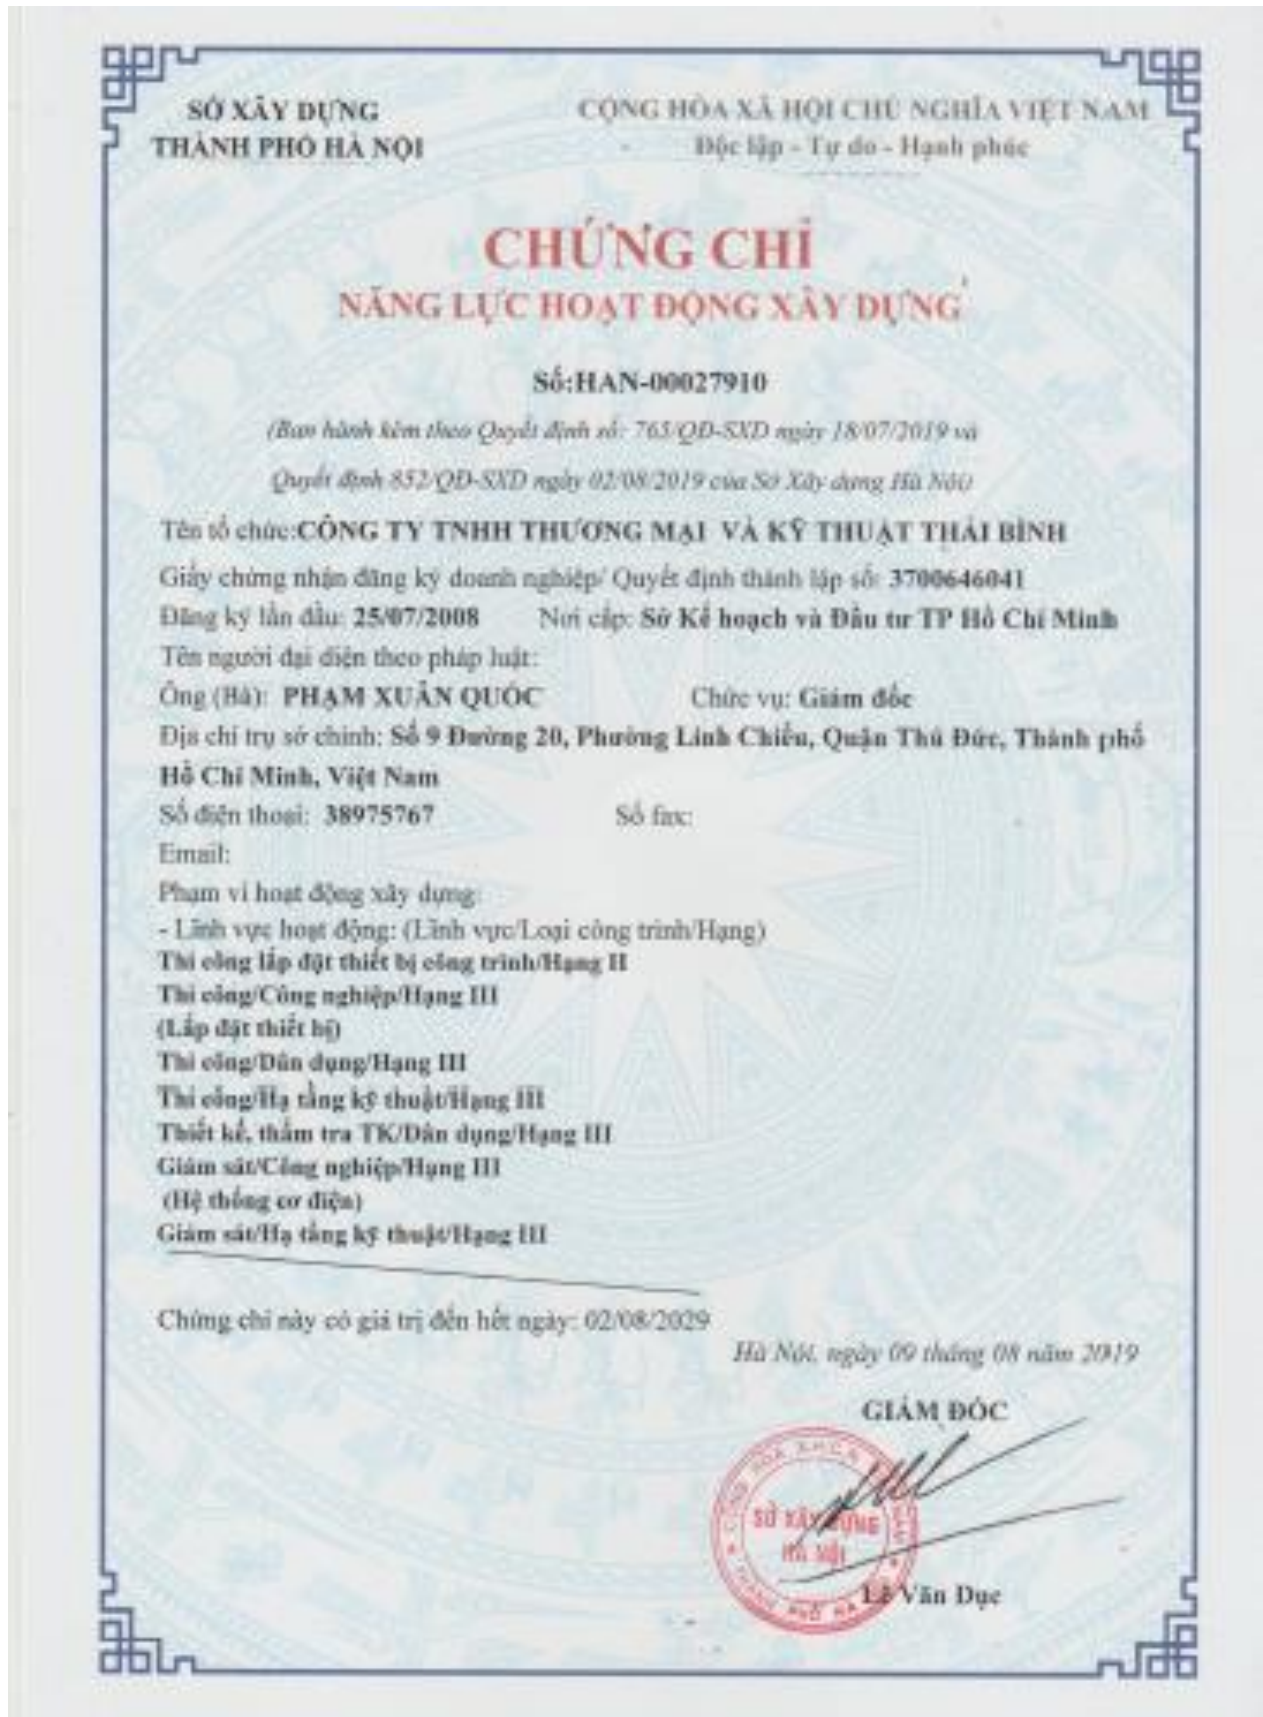 SỞ XÂY DỰNG
THÀNH PHỐ HÀ NỘI
CỘNG HÒA XÃ HỘI CHỦ NGHĨA VIỆT NAM
Độc lập - Tự do - Hạnh phúc
CHỨNG CHỈ
NĂNG LỰC HOẠT ĐỘNG XÂY DỰNG
Số:HAN-00027910
(Ban hành kèm theo Quyết định số: 765/QĐ-SXD ngày 18/07/2019 và
Quyết định 852/QĐ-SXD ngày 02/08/2019 của Sở Xây dựng Hà Nội)
Tên tổ chức:CÔNG TY TNHH THƯƠNG MẠI VÀ KỸ THUẬT THÁI BÌNH
Giấy chứng nhận đăng ký doanh nghiệp/ Quyết định thành lập số: 3700646041
Đăng ký lần đầu: 25/07/2008 Nơi cấp: Sở Kế hoạch và Đầu tư TP Hồ Chí Minh
Tên người đại diện theo pháp luật:
Ông (Bà): PHẠM XUÂN QUỐC Chức vụ: Giám đốc
Địa chỉ trụ sở chính: Số 9 Đường 20, Phường Linh Chiểu, Quận Thủ Đức, Thành phố
Hồ Chí Minh, Việt Nam
Số điện thoại: 38975767 Số fax:
Email:
Phạm vi hoạt động xây dựng:
- Lĩnh vực hoạt động: (Lĩnh vực/Loại công trình/Hạng)
Thi công lắp đặt thiết bị công trình/Hạng II
Thi công/Công nghiệp/Hạng III
(Lắp đặt thiết bị)
Thi công/Dân dụng/Hạng III
Thi công/Hạ tầng kỹ thuật/Hạng III
Thiết kế, thẩm tra TK/Dân dụng/Hạng III
Giám sát/Công nghiệp/Hạng III
(Hệ thống cơ điện)
Giám sát/Hạ tầng kỹ thuật/Hạng III
Chứng chỉ này có giá trị đến hết ngày: 02/08/2029
Hà Nội, ngày 09 tháng 08 năm 2019
GIÁM ĐỐC
SỞ XÂY DỰNG
HÀ NỘI
Lê Văn Dục